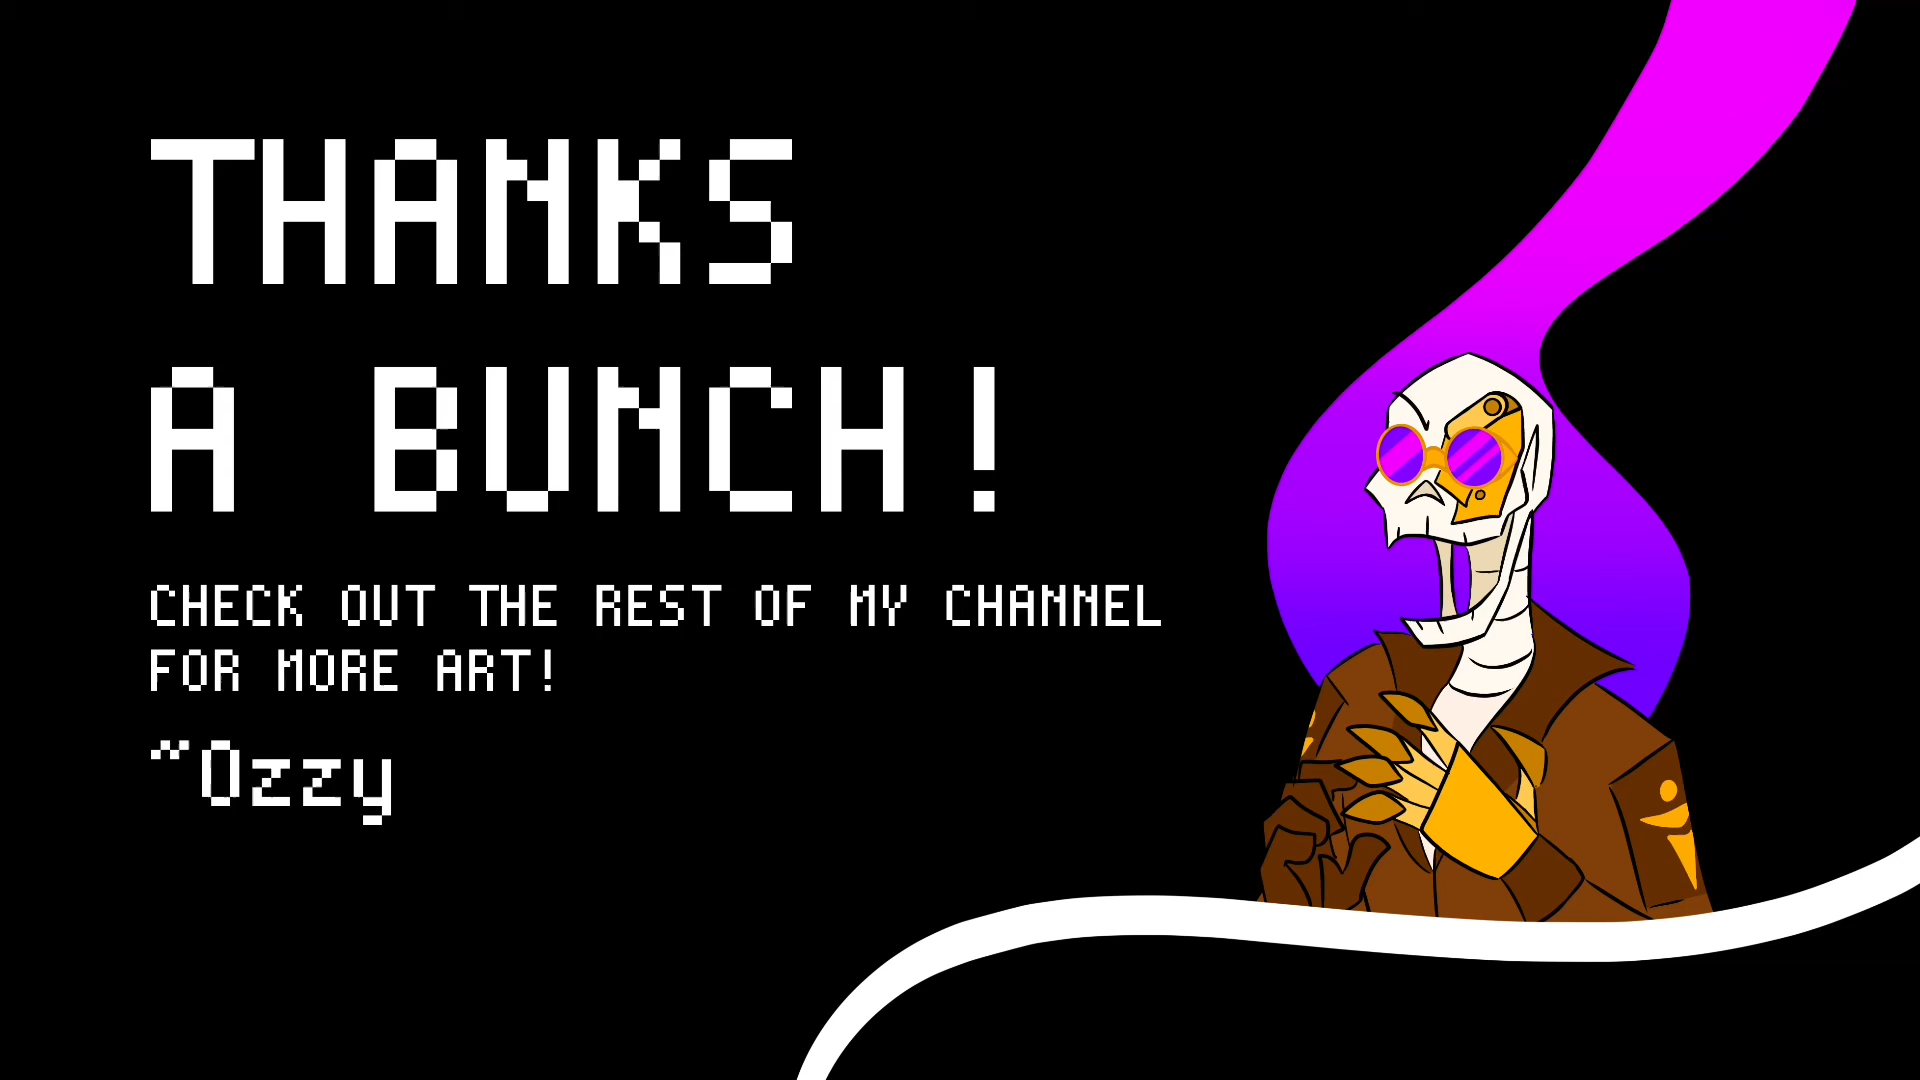 THANKS
A BUNCH!
CHECK OUT THE REST OF MY CHANNEL
FOR MORE ART!
~Ozzy